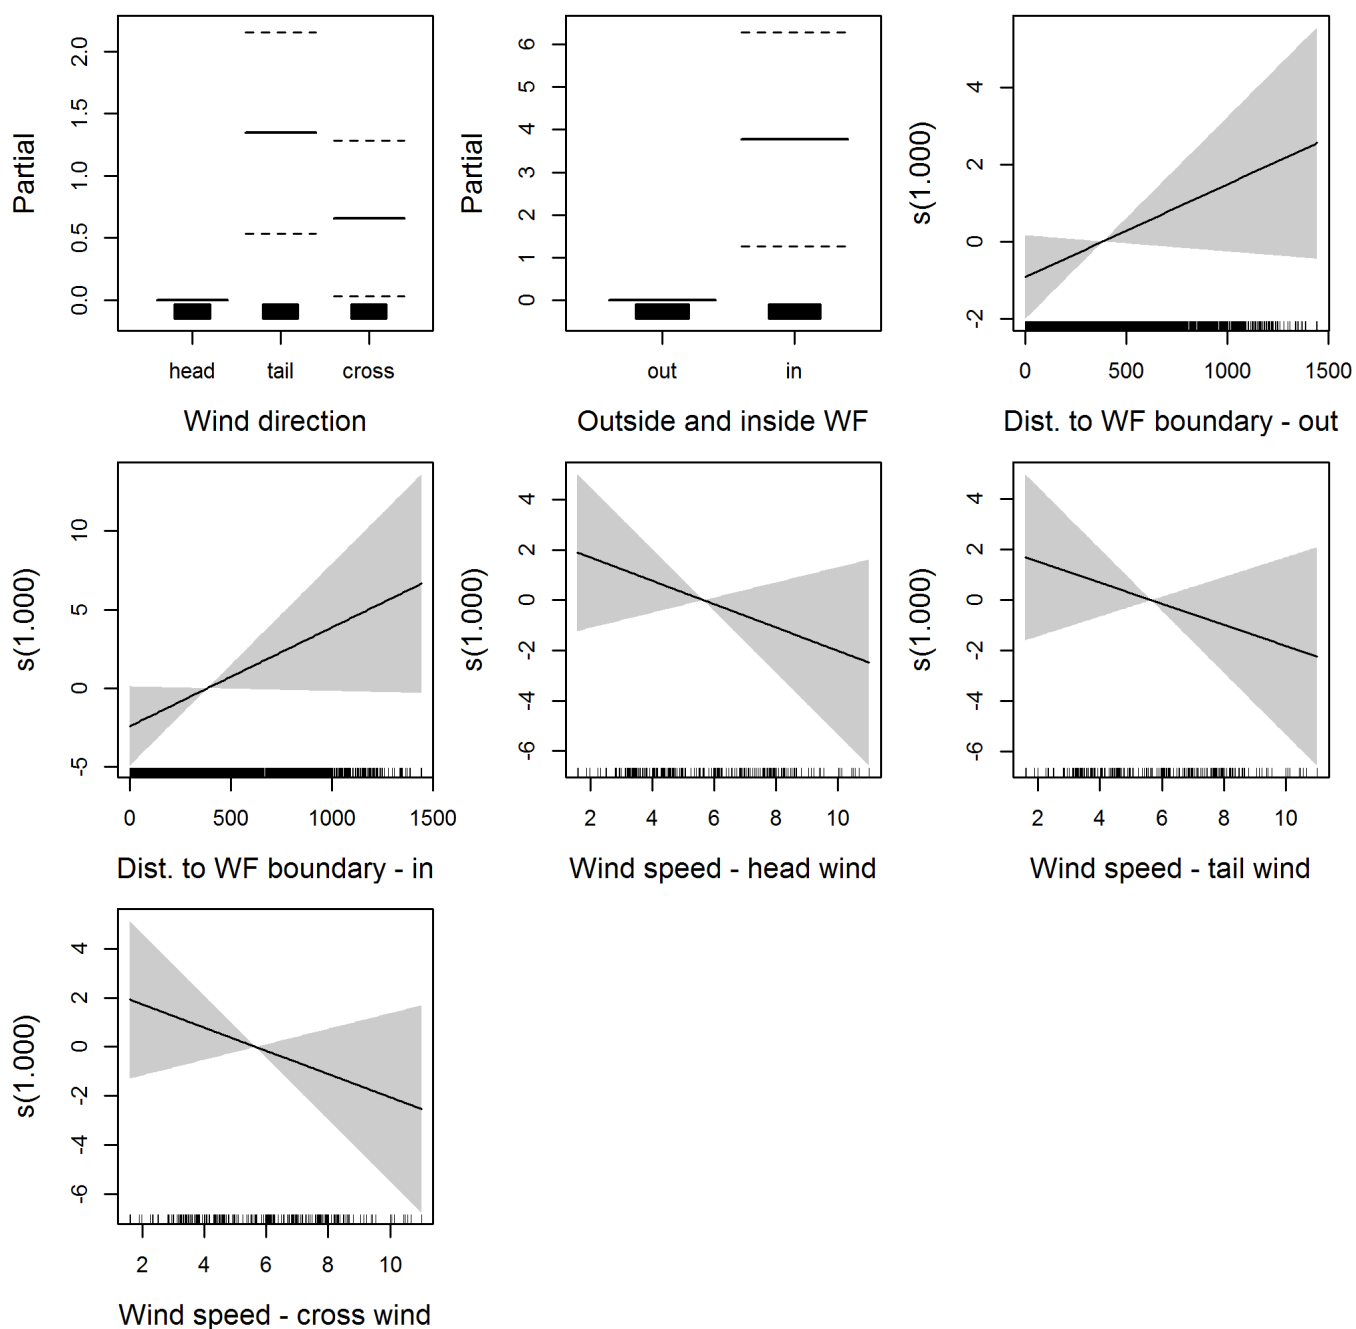 Partial
2.0
1.5
1.0
0.5
0.0
head tail cross
Wind direction
Partial
6
5
4
3
2
1
0
out in
Outside and inside WF
s(1.000)
4
2
0
-2
0 500 1000 1500
Dist. to WF boundary - out
s(1.000)
10
5
0
-5
0 500 1000 1500
Dist. to WF boundary - in
s(1.000)
4
2
0
-2
-4
-6
2 4 6 8 10
Wind speed - head wind
s(1.000)
4
2
0
-2
-4
-6
2 4 6 8 10
Wind speed - tail wind
s(1.000)
4
2
0
-2
-4
-6
2 4 6 8 10
Wind speed - cross wind